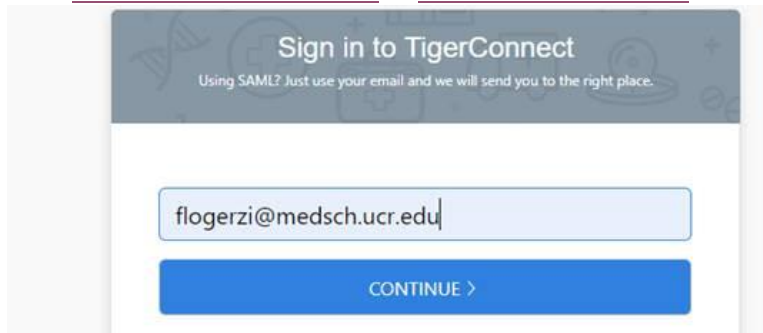 Sign in to TigerConnect
Using SAML? Just use your email and we will send you to the right place.
flogerzi@medsch.ucr.edu
CONTINUE >